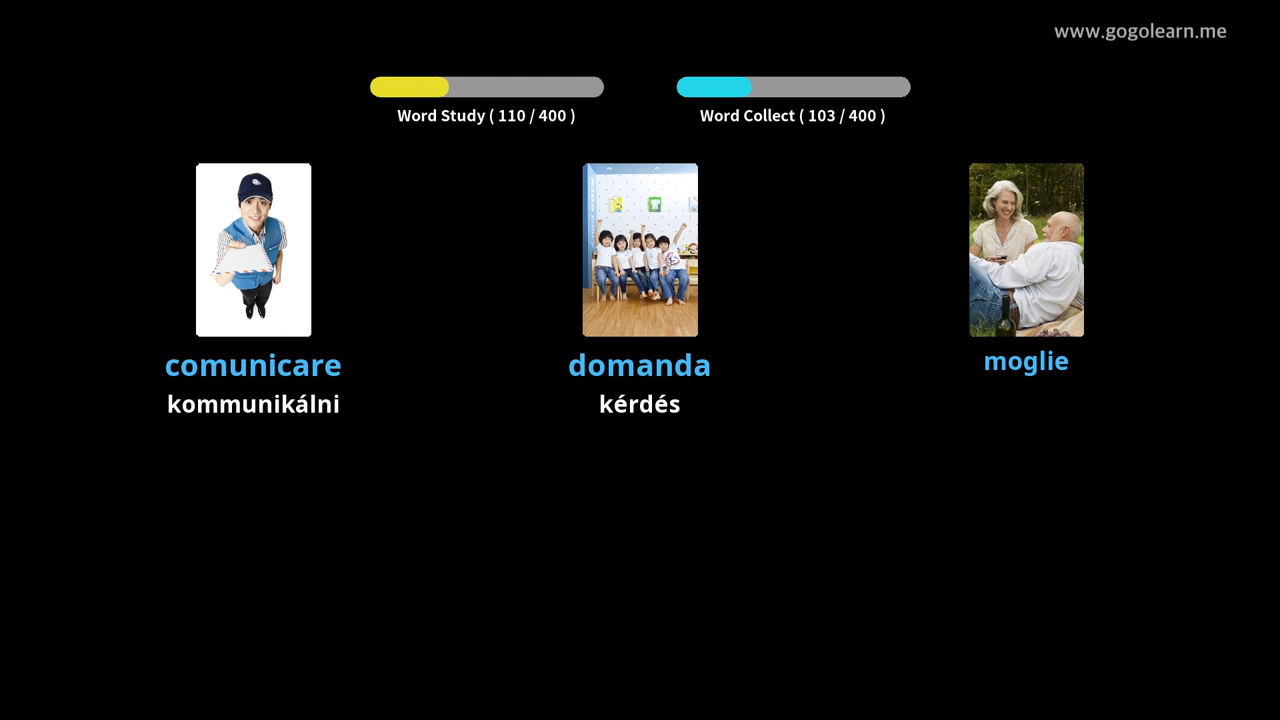 www.gogolearn.me
Word Study ( 110 / 400 )
Word Collect ( 103 / 400 )
comunicare
kommunikálni
domanda
kérdés
moglie